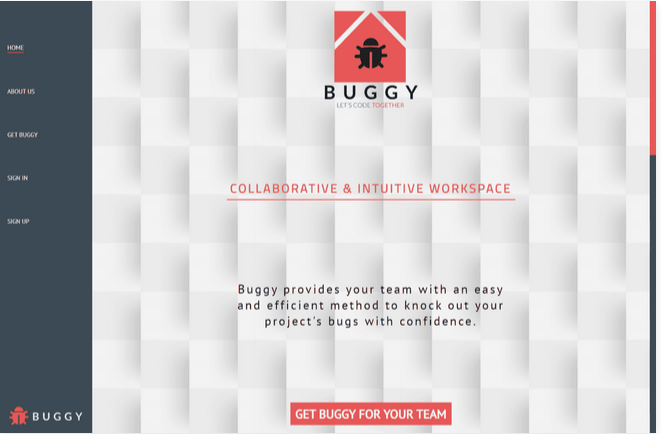 HOME
ABOUT US
GET BUGGY
SIGN IN
SIGN UP
BUGGY
BUGGY
LET'S CODE TOGETHER
COLLABORATIVE & INTUITIVE WORKSPACE
Buggy provides your team with an easy
and efficient method to knock out your
project's bugs with confidence.
GET BUGGY FOR YOUR TEAM